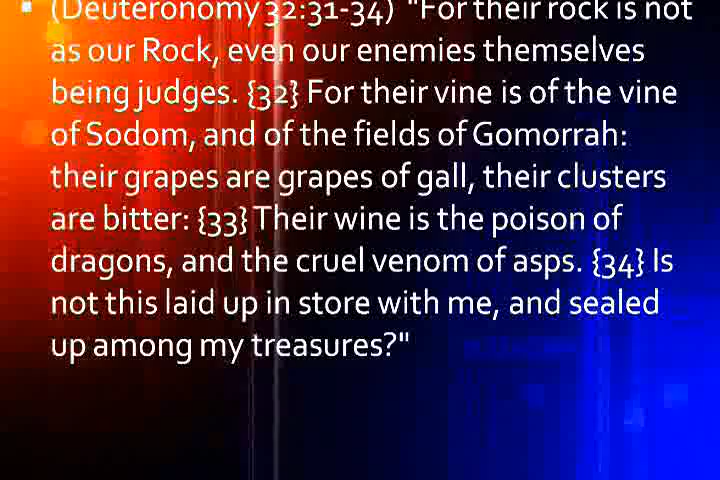 (Deuteronomy 32:31-34) "For their rock is not
as our Rock, even our enemies themselves
being judges. {32} For their vine is of the vine
of Sodom, and of the fields of Gomorrah:
their grapes are grapes of gall, their clusters
are bitter: {33} Their wine is the poison of
dragons, and the cruel venom of asps. {34} Is
not this laid up in store with me, and sealed
up among my treasures?"